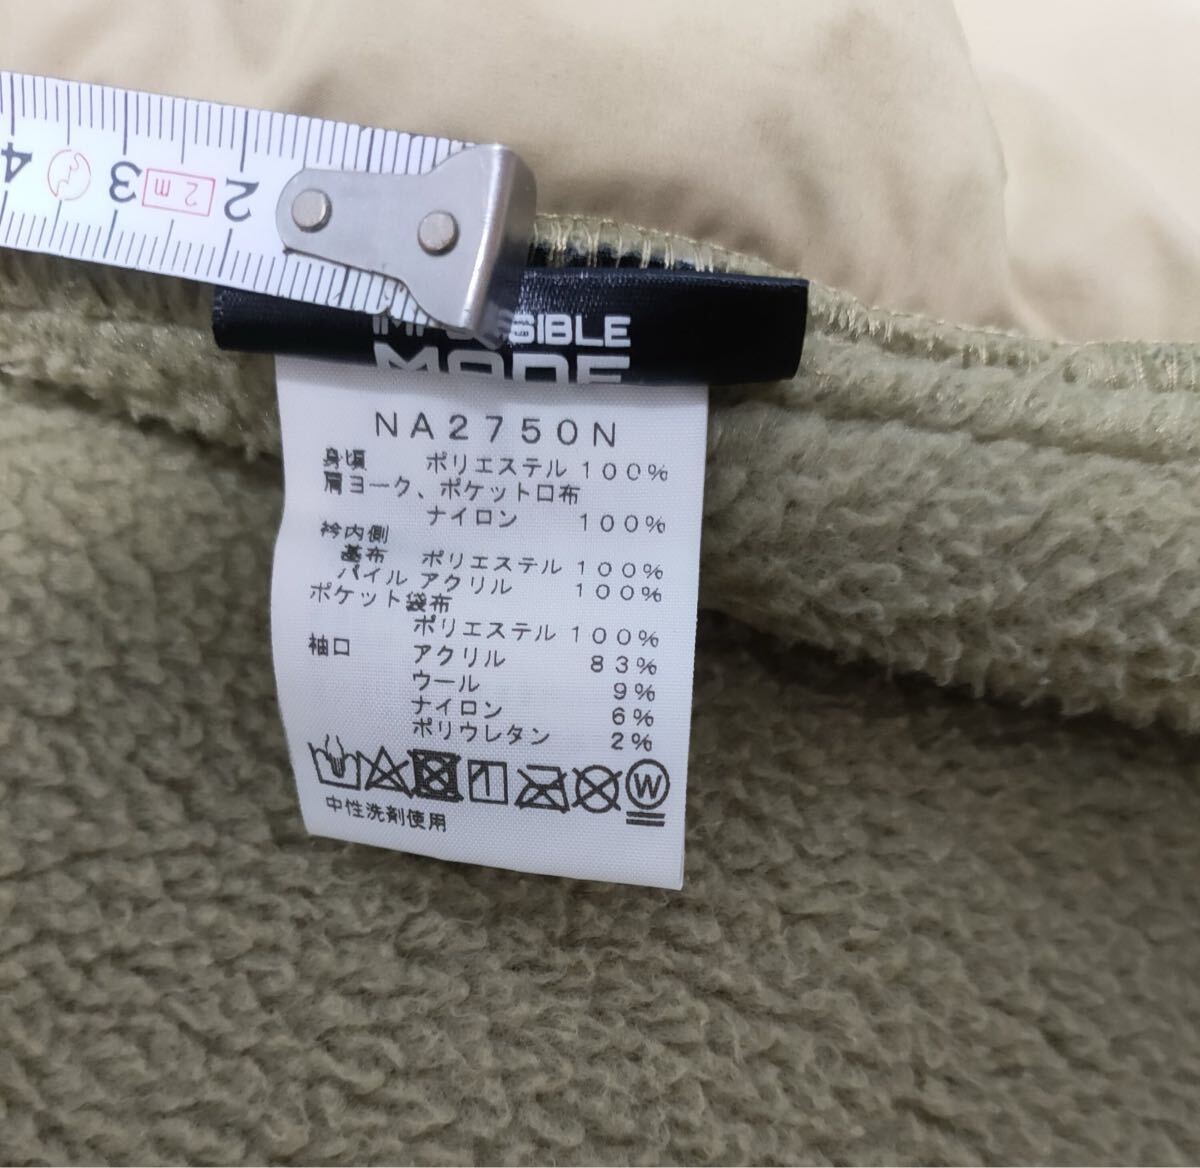 4 3 2m 2
IMPOSSIBLE
MODE
NA2750N
身頃 ポリエステル 100%
肩ヨーク、ポケット口布
ナイロン 100%
衿内側
基布 ポリエステル 100%
パイル アクリル 100%
ポケット袋布
ポリエステル 100%
袖口 アクリル 83%
ウール 9%
ナイロン 6%
ポリウレタン 2%
W
中性洗剤使用